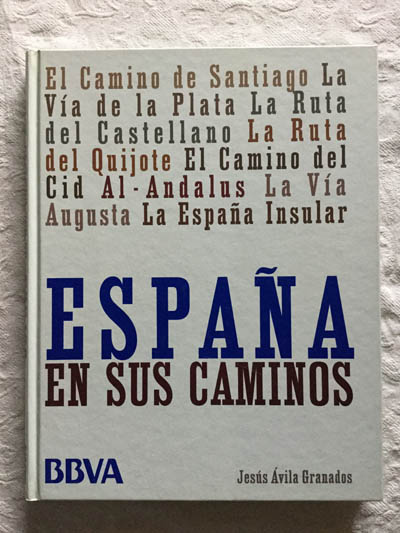 El Camino de Santiago La
Vía de la Plata La Ruta
del Castellano La Ruta
del Quijote El Camino del
Cid Al-Andalus La Vía
Augusta La España Insular
ESPAÑA
EN SUS CAMINOS
BBVA
Jesús Ávila Granados